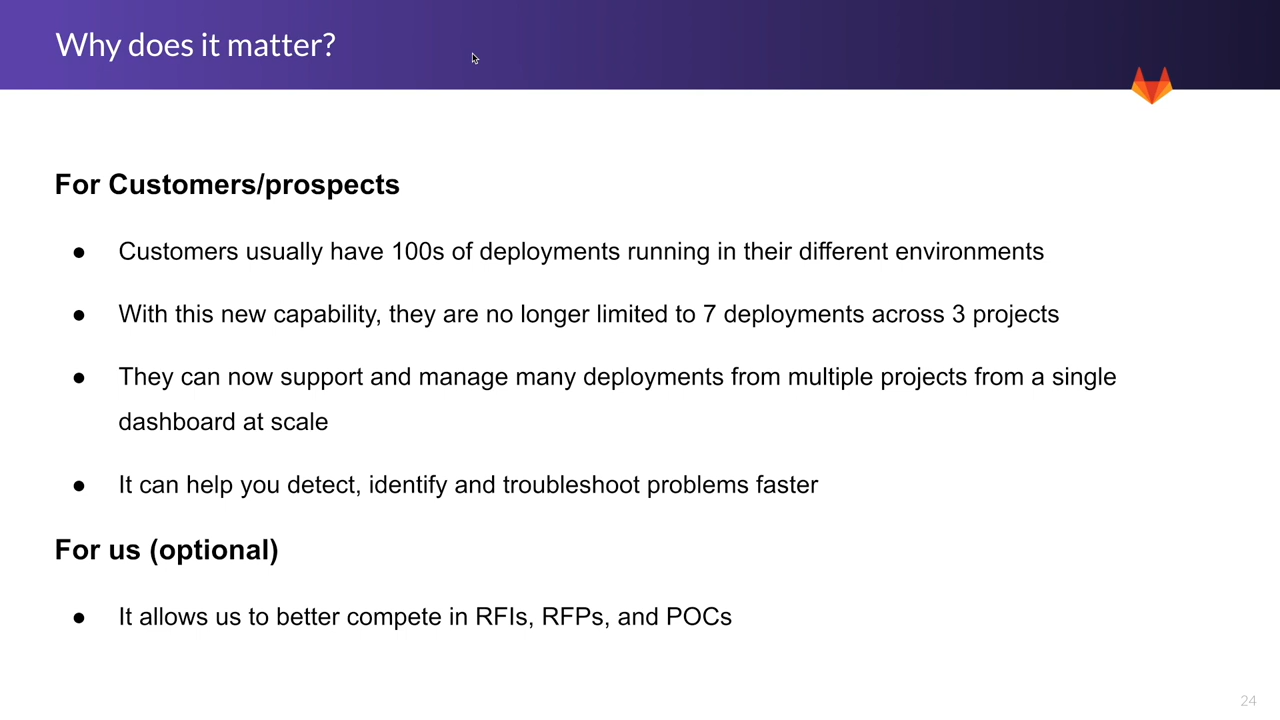 Why does it matter?
For Customers/prospects
● Customers usually have 100s of deployments running in their different environments
● With this new capability, they are no longer limited to 7 deployments across 3 projects
● They can now support and manage many deployments from multiple projects from a single
dashboard at scale
● It can help you detect, identify and troubleshoot problems faster
For us (optional)
● It allows us to better compete in RFIs, RFPs, and POCs
24